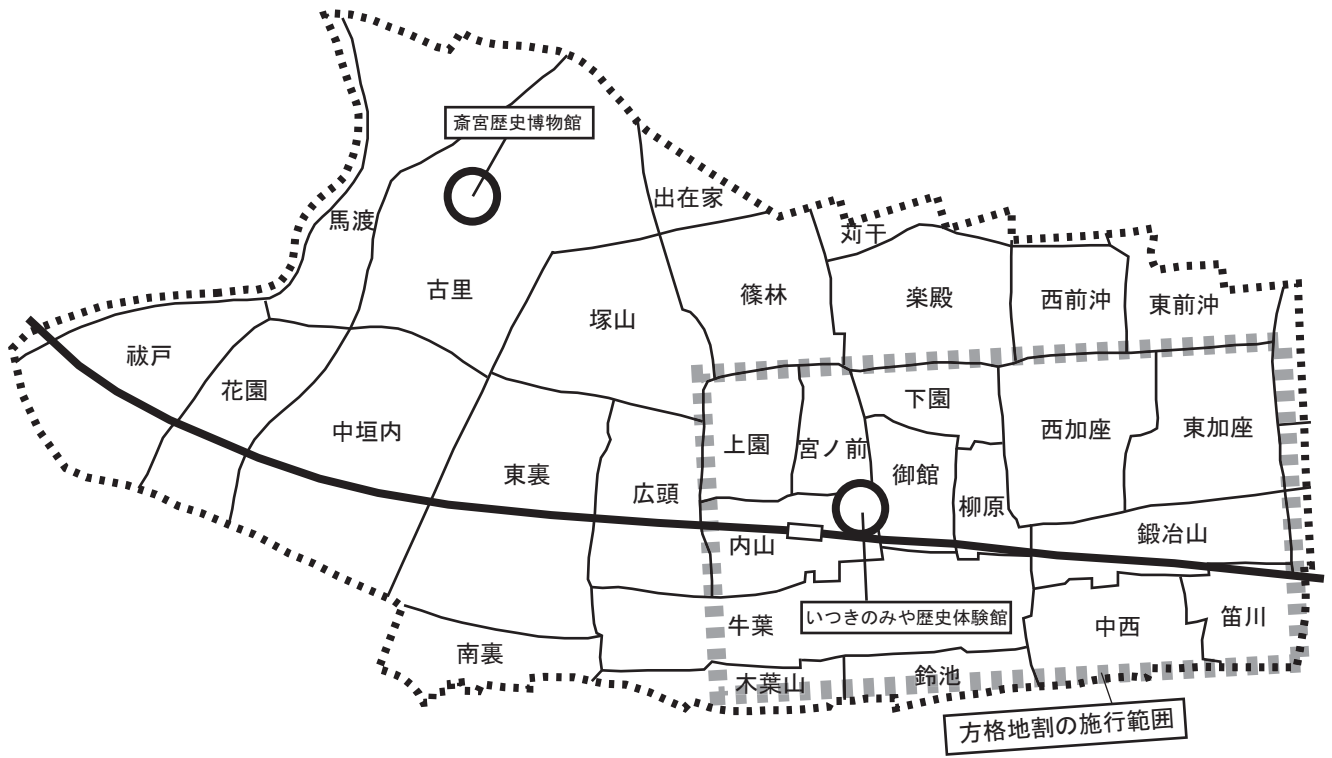 斎宮歴史博物館
出在家
馬渡
苅干
古里
篠林
楽殿
西前沖
東前沖
塚山
祓戸
花園
下園
中垣内
上園
宮ノ前
西加座
東加座
東裏
御館
広頭
柳原
内山
鍛冶山
いつきのみや歴史体験館
牛葉
中西
笛川
南裏
木葉山
鈴池
方格地割の施行範囲